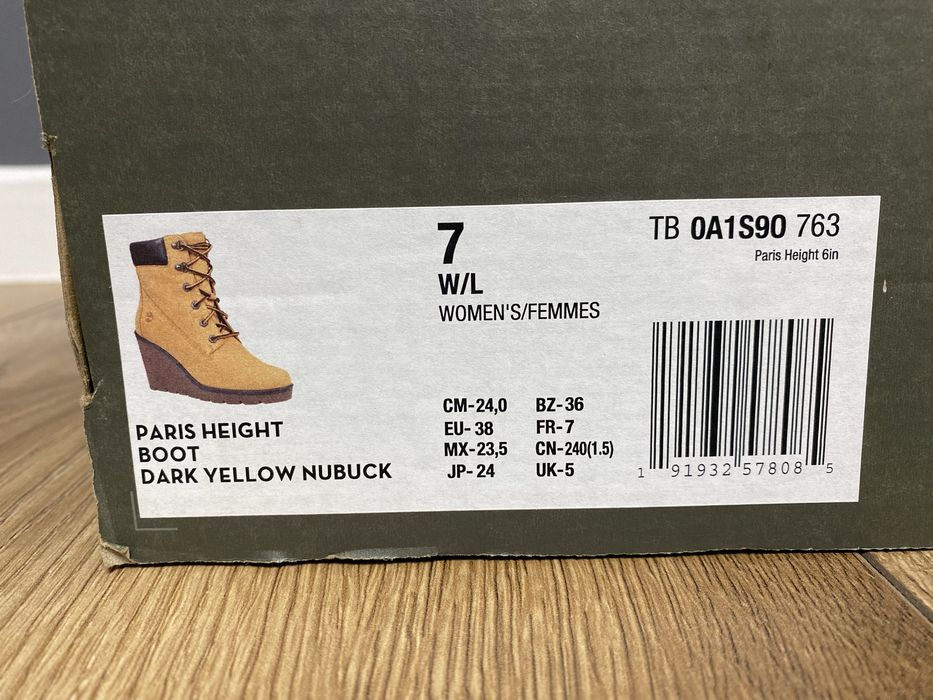 7
W/L
WOMEN'S/FEMMES
TB 0A1S90 763
Paris Height 6in
PARIS HEIGHT
BOOT
DARK YELLOW NUBUCK
CM-24,0 BZ-36
EU- 38 FR-7
MX-23,5 CN-240(1.5)
JP- 24 UK-5
1 91932 57808 5